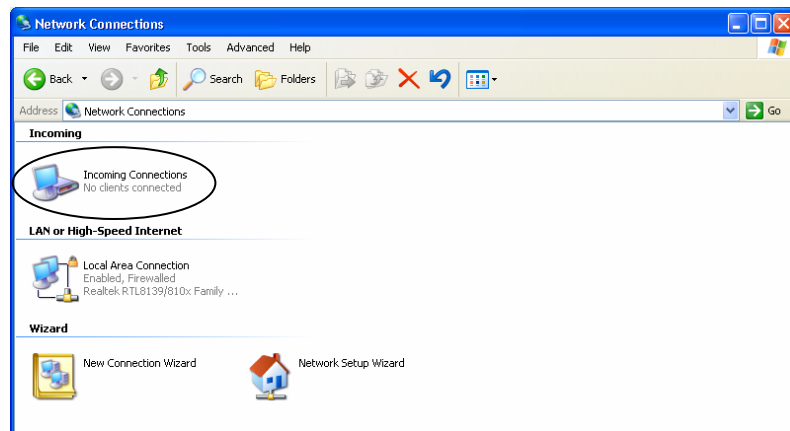 Network Connections
File Edit View Favorites Tools Advanced Help
Back Search Folders
Address Network Connections Go
Incoming
Incoming Connections
No clients connected
LAN or High-Speed Internet
Local Area Connection
Enabled, Firewalled
Realtek RTL8139/810x Family ...
Wizard
New Connection Wizard Network Setup Wizard